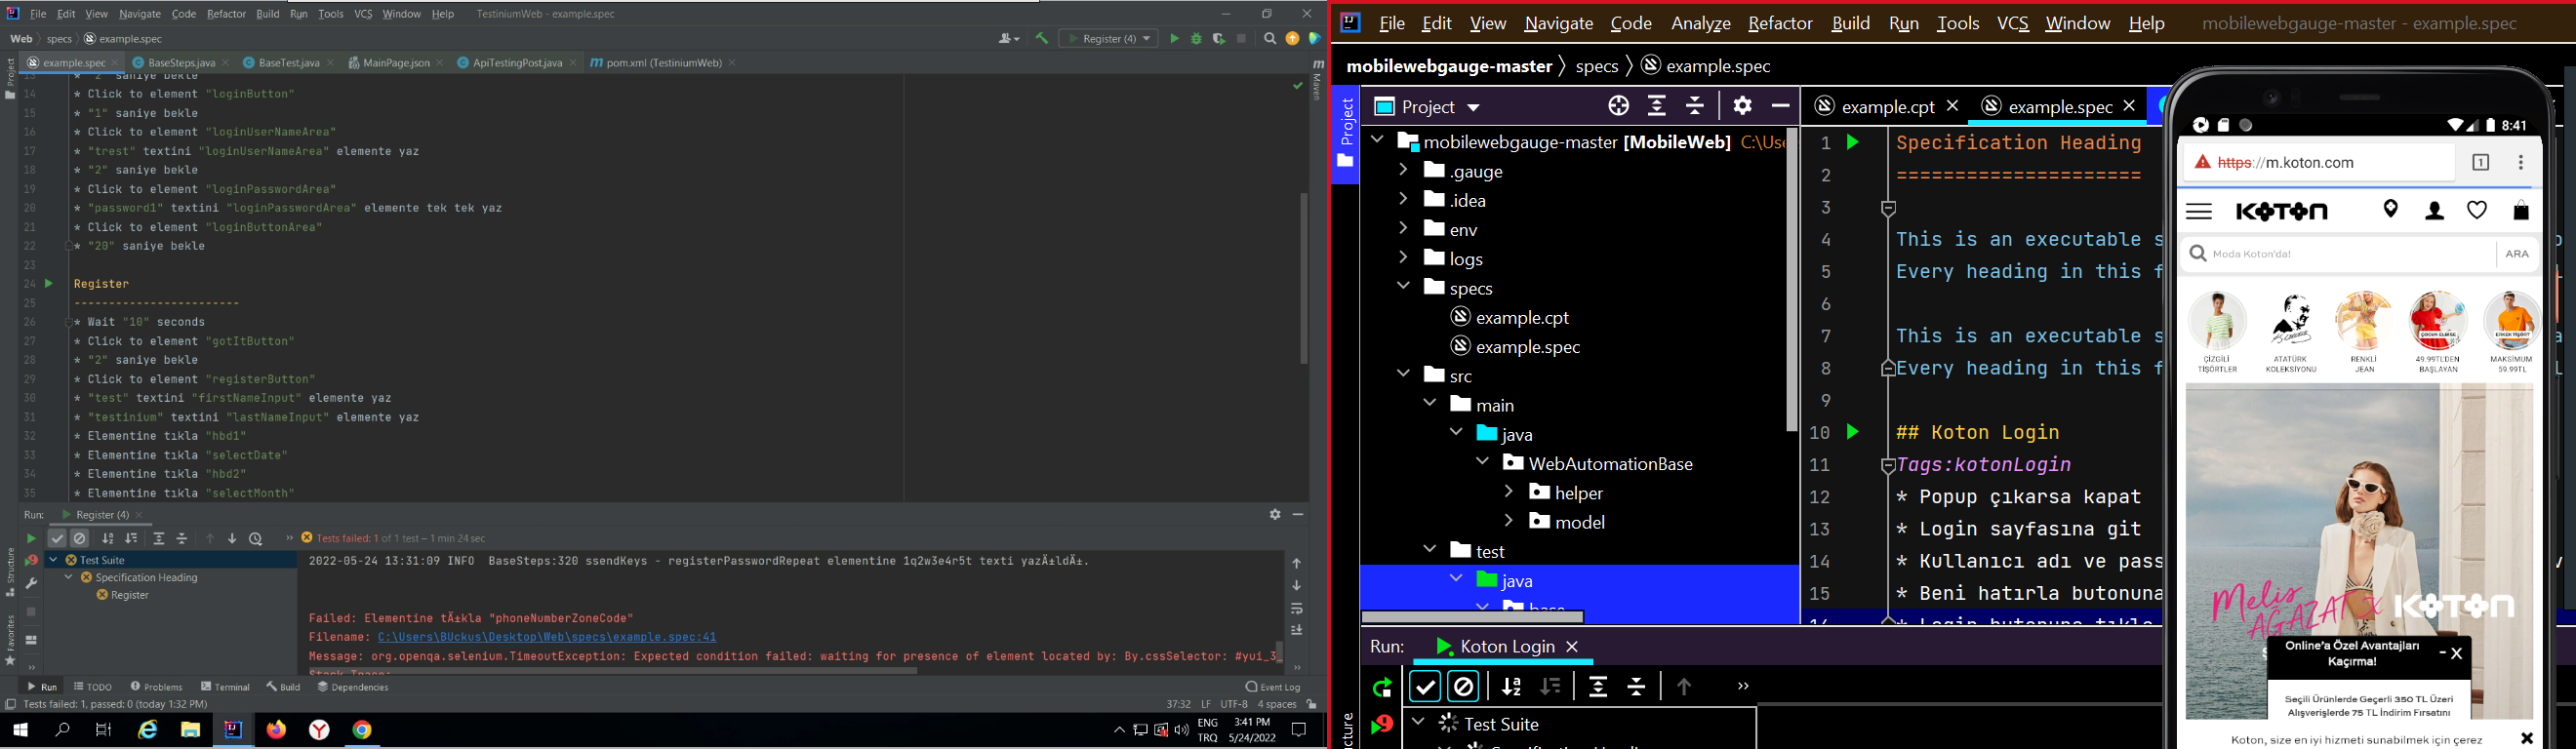 File Edit View Navigate Code Refactor Build Run Tools VCS Window Help TestiniumWeb - example.spec
Web specs example.spec
Register (4)
example.spec BaseSteps.java BaseTest.java MainPage.json ApiTestingPost.java pom.xml (TestiniumWeb)
Project
Maven
13 * "2" saniye bekle
14 * Click to element "loginButton"
15 * "1" saniye bekle
16 * Click to element "loginUserNameArea"
17 * "trest" textini "loginUserNameArea" elemente yaz
18 * "2" saniye bekle
19 * Click to element "loginPasswordArea"
20 * "password1" textini "loginPasswordArea" elemente tek tek yaz
21 * Click to element "loginButtonArea"
22 * "20" saniye bekle
23
24 Register
25 ------------------------
26 * Wait "10" seconds
27 * Click to element "gotItButton"
28 * "2" saniye bekle
29 * Click to element "registerButton"
30 * "test" textini "firstNameInput" elemente yaz
31 * "testinium" textini "lastNameInput" elemente yaz
32 * Elementine tıkla "hbd1"
33 * Elementine tıkla "selectDate"
34 * Elementine tıkla "hbd2"
35 * Elementine tıkla "selectMonth"
Run: Register (4)
Tests failed: 1 of 1 test – 1 min 24 sec
Test Suite
Specification Heading
Register
Structure
Favorites
2022-05-24 13:31:09 INFO BaseSteps:320 ssendKeys - registerPasswordRepeat elementine 1q2w3e4r5t texti yazÄ±ldÄ±.
Failed: Elementine tÄ±kla "phoneNumberZoneCode"
Filename: C:\Users\BUckus\Desktop\Web\specs\example.spec:41
Message: org.openqa.selenium.TimeoutException: Expected condition failed: waiting for presence of element located by: By.cssSelector: #yui_3_
Stack Trace:
Run TODO Problems Terminal Build Dependencies Event Log
Tests failed: 1, passed: 0 (today 1:32 PM) 37:32 LF UTF-8 4 spaces
ENG 3:41 PM
TRQ 5/24/2022
File Edit View Navigate Code Analyze Refactor Build Run Tools VCS Window Help mobilewebgauge-master - example.spec
mobilewebgauge-master specs example.spec
Project
Project
example.cpt example.spec
mobilewebgauge-master [MobileWeb] C:\Use
.gauge
.idea
env
logs
specs
example.cpt
example.spec
src
main
java
WebAutomationBase
helper
model
test
java
base
1 Specification Heading
2 =====================
3
4 This is an executable s
5 Every heading in this f
6
7 This is an executable s
8 Every heading in this f
9
10 ## Koton Login
11 Tags:kotonLogin
12 * Popup çıkarsa kapat
13 * Login sayfasına git
14 * Kullanıcı adı ve pass
15 * Beni hatırla butonuna
* Login butonuna tıkla
Run: Koton Login
Test Suite
8:41
https://m.koton.com 1
KOTON
Moda Koton'da! ARA
ÇİZGİLİ TİŞÖRTLER
ATATÜRK KOLEKSİYONU
RENKLİ JEAN
49.99TL'DEN BAŞLAYAN
MAKSİMUM 59.99TL
Melis
AĞAZAT X KOTON
Online'a Özel Avantajları
Kaçırma! - X
Seçili Ürünlerde Geçerli 350 TL Üzeri
Alışverişlerde 75 TL İndirim Fırsatını
Koton, size en iyi hizmeti sunabilmek için çerez